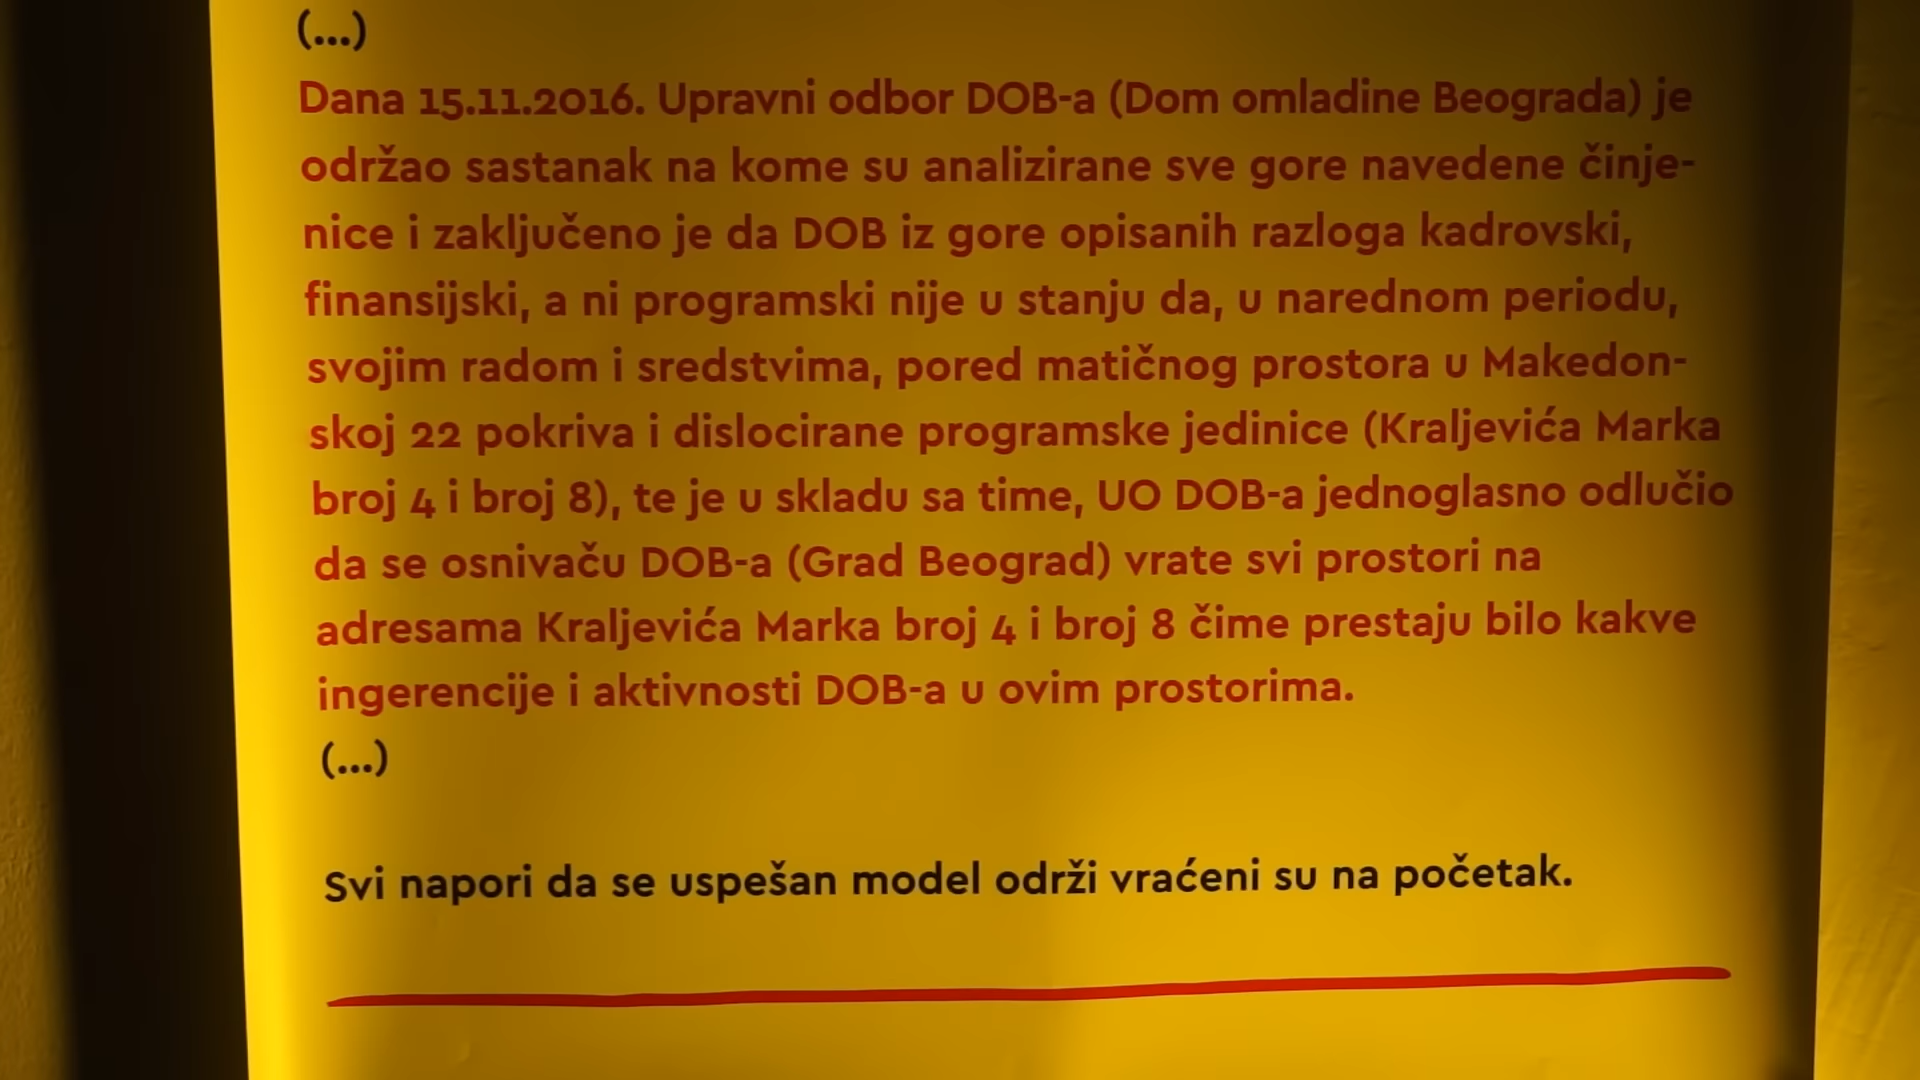 (...)
Dana 15.11.2016. Upravni odbor DOB-a (Dom omladine Beograda) je
održao sastanak na kome su analizirane sve gore navedene činje-
nice i zaključeno je da DOB iz gore opisanih razloga kadrovski,
finansijski, a ni programski nije u stanju da, u narednom periodu,
svojim radom i sredstvima, pored matičnog prostora u Makedon-
skoj 22 pokriva i dislocirane programske jedinice (Kraljevića Marka
broj 4 i broj 8), te je u skladu sa time, UO DOB-a jednoglasno odlučio
da se osnivaču DOB-a (Grad Beograd) vrate svi prostori na
adresama Kraljevića Marka broj 4 i broj 8 čime prestaju bilo kakve
ingerencije i aktivnosti DOB-a u ovim prostorima.
(...)
Svi napori da se uspešan model održi vraćeni su na početak.